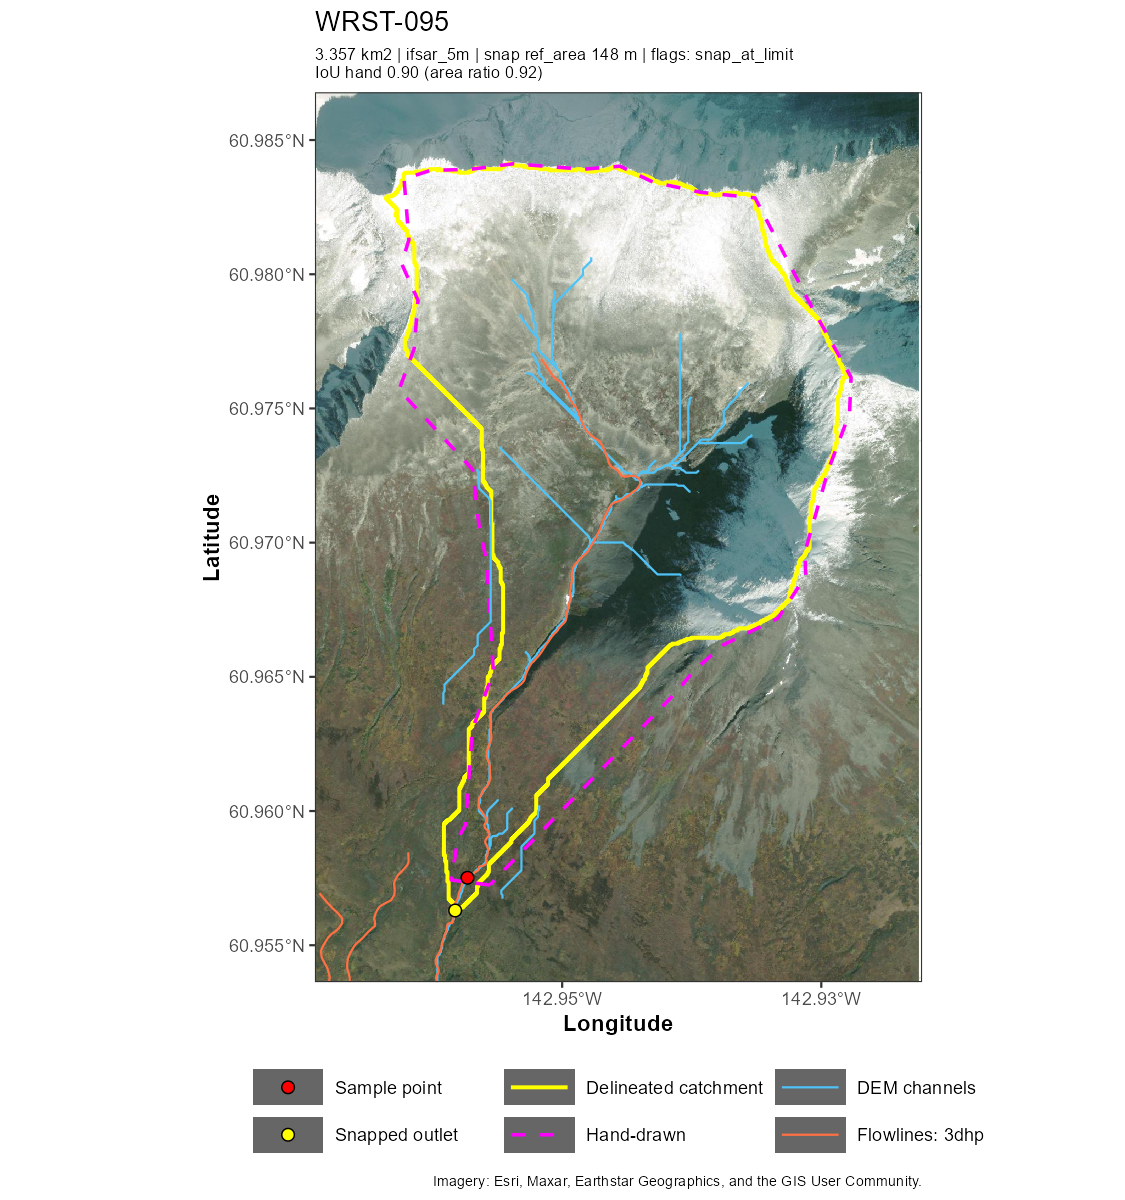 WRST-095
3.357 km2 | ifsar_5m | snap ref_area 148 m | flags: snap_at_limit
IoU hand 0.90 (area ratio 0.92)
60.985°N
60.980°N
60.975°N
60.970°N
60.965°N
60.960°N
60.955°N
Latitude
142.95°W
142.93°W
Longitude
Sample point
Delineated catchment
DEM channels
Snapped outlet
Hand-drawn
Flowlines: 3dhp
Imagery: Esri, Maxar, Earthstar Geographics, and the GIS User Community.